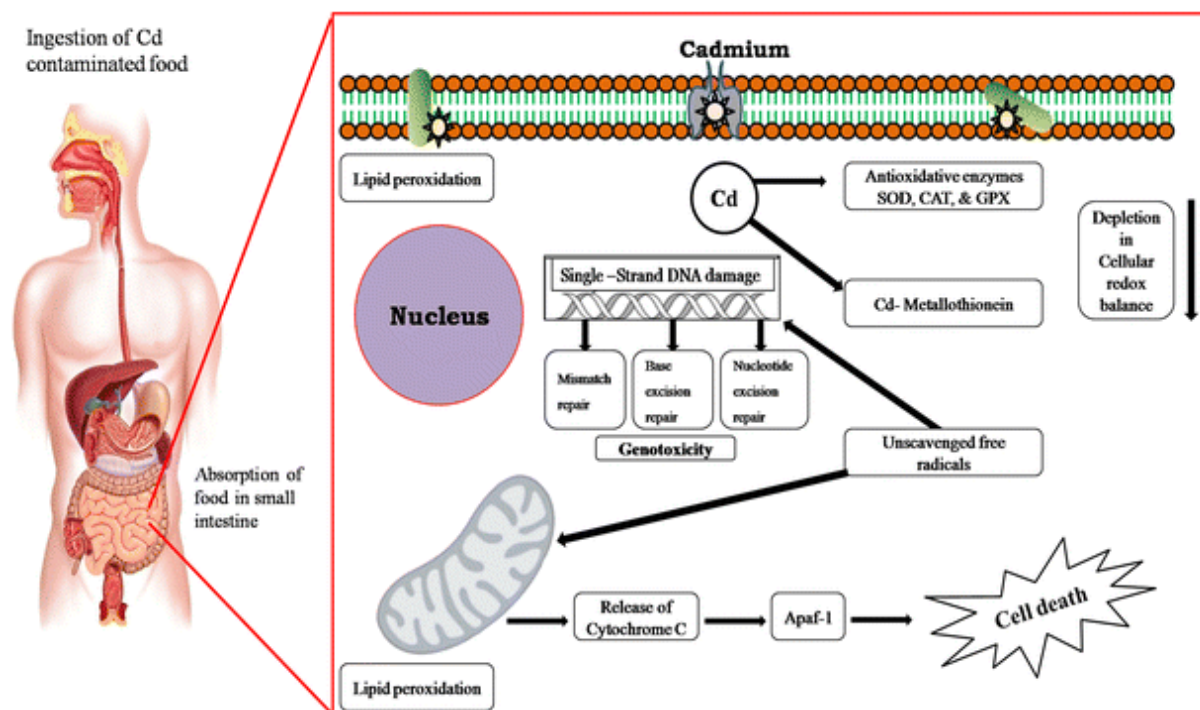 Ingestion of Cd
contaminated food
Absorption of
food in small
intestine
Cadmium
Lipid peroxidation
Cd
Antioxidative enzymes
SOD, CAT, & GPX
Depletion
in
Cellular
redox
balance
Single –Strand DNA damage
Cd- Metallothionein
Nucleus
Mismatch
repair
Base
excision
repair
Nucleotide
excision
repair
Genotoxicity
Unscavenged free
radicals
Release of
Cytochrome C
Apaf-1
Cell death
Lipid peroxidation